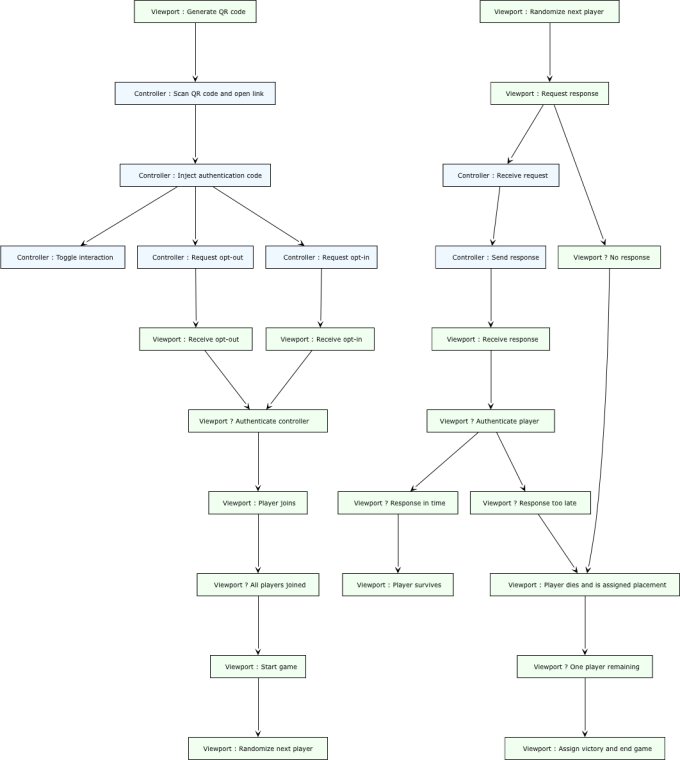 Viewport : Generate QR code
Viewport : Randomize next player
Controller : Scan QR code and open link
Viewport : Request response
Controller : Inject authentication code
Controller : Receive request
Controller : Toggle interaction
Controller : Request opt-out
Controller : Request opt-in
Controller : Send response
Viewport ? No response
Viewport : Receive opt-out
Viewport : Receive opt-in
Viewport : Receive response
Viewport ? Authenticate controller
Viewport ? Authenticate player
Viewport : Player joins
Viewport ? Response in time
Viewport ? Response too late
Viewport ? All players joined
Viewport : Player survives
Viewport : Player dies and is assigned placement
Viewport : Start game
Viewport ? One player remaining
Viewport : Randomize next player
Viewport : Assign victory and end game